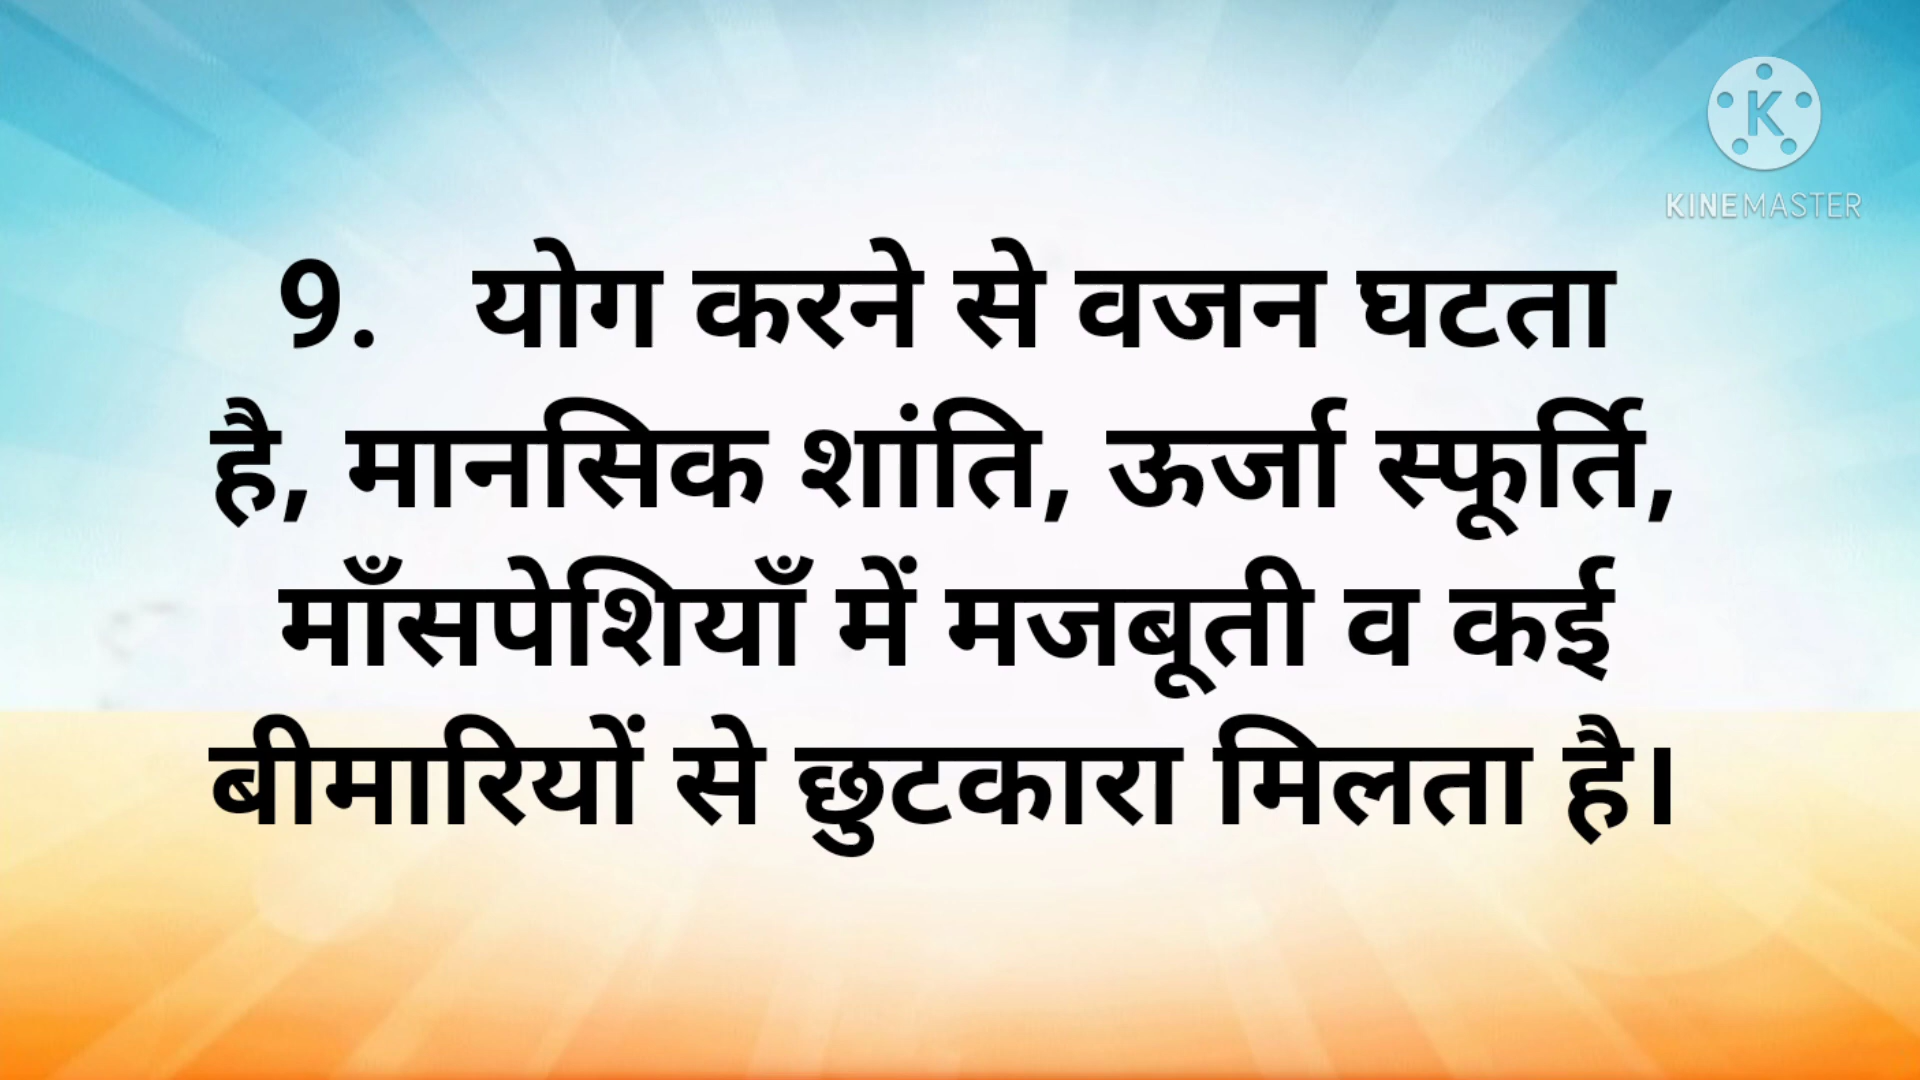 KINEMASTER
9. योग करने से वजन घटता
है, मानसिक शांति, ऊर्जा स्फूर्ति,
माँसपेशियाँ में मजबूती व कई
बीमारियों से छुटकारा मिलता है।